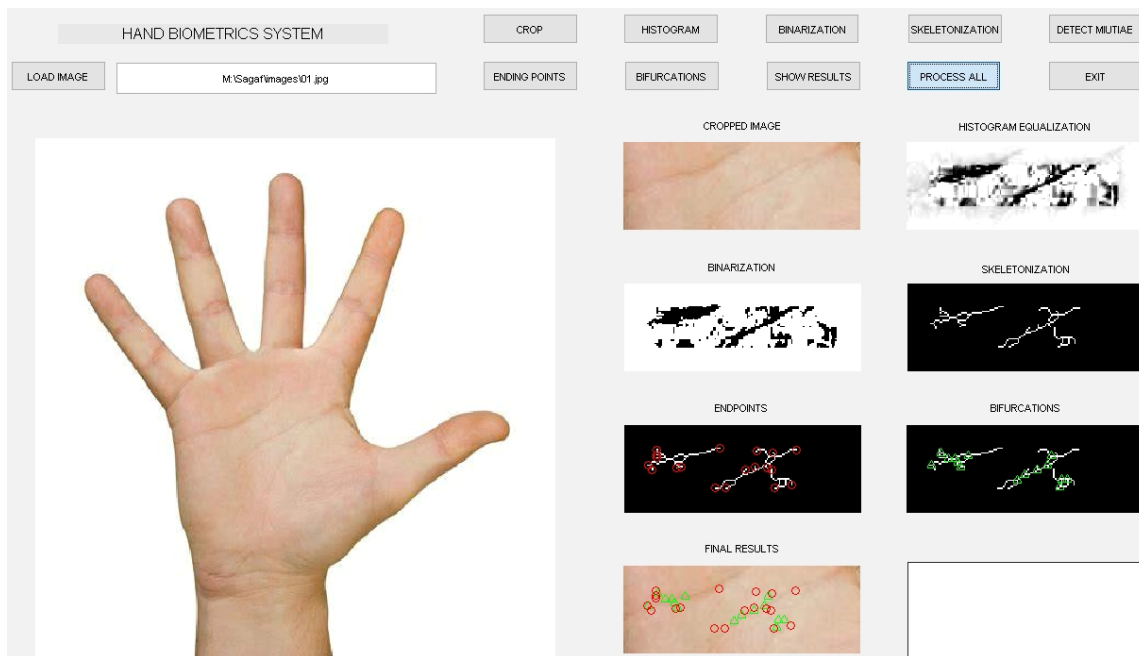 HAND BIOMETRICS SYSTEM
CROP
HISTOGRAM
BINARIZATION
SKELETONIZATION
DETECT MIUTIAE
LOAD IMAGE
M:\Sagaf\images\01.jpg
ENDING POINTS
BIFURCATIONS
SHOW RESULTS
PROCESS ALL
EXIT
CROPPED IMAGE
HISTOGRAM EQUALIZATION
BINARIZATION
SKELETONIZATION
ENDPOINTS
BIFURCATIONS
FINAL RESULTS